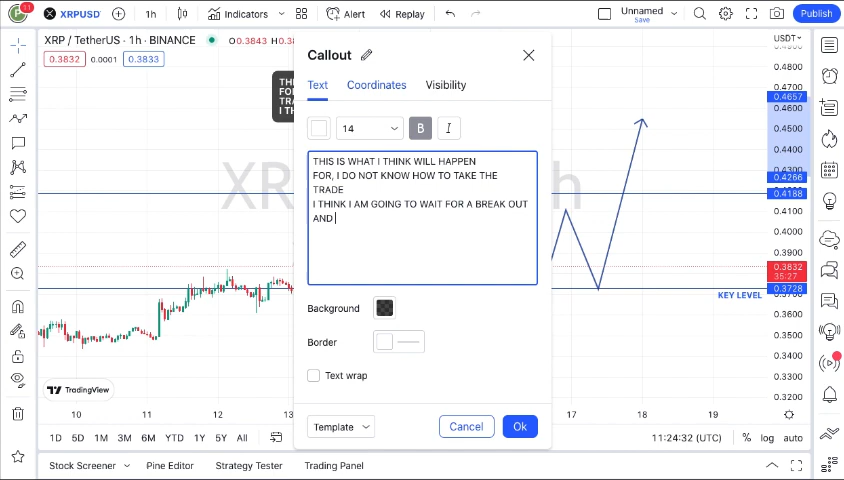 11
XRPUSD
1h
Indicators
Alert
Replay
Unnamed
Save
Publish
XRP / TetherUS · 1h · BINANCE
O0.3843
0.3832
0.0001
0.3833
Callout
Text
Coordinates
Visibility
14
B
I
THIS IS WHAT I THINK WILL HAPPEN
FOR, I DO NOT KNOW HOW TO TAKE THE
TRADE
I THINK I AM GOING TO WAIT FOR A BREAK OUT
AND
Background
Border
Text wrap
Template
Cancel
Ok
USDT
0.4800
0.4700
0.4657
0.4600
0.4500
0.4400
0.4300
0.4266
0.4188
0.4100
0.4000
0.3900
0.3832
35:27
0.3728
KEY LEVEL
0.3600
0.3500
0.3400
0.3300
0.3200
TradingView
10
11
12
13
17
18
19
1D
5D
1M
3M
6M
YTD
1Y
5Y
All
11:24:32 (UTC)
%
log
auto
Stock Screener
Pine Editor
Strategy Tester
Trading Panel